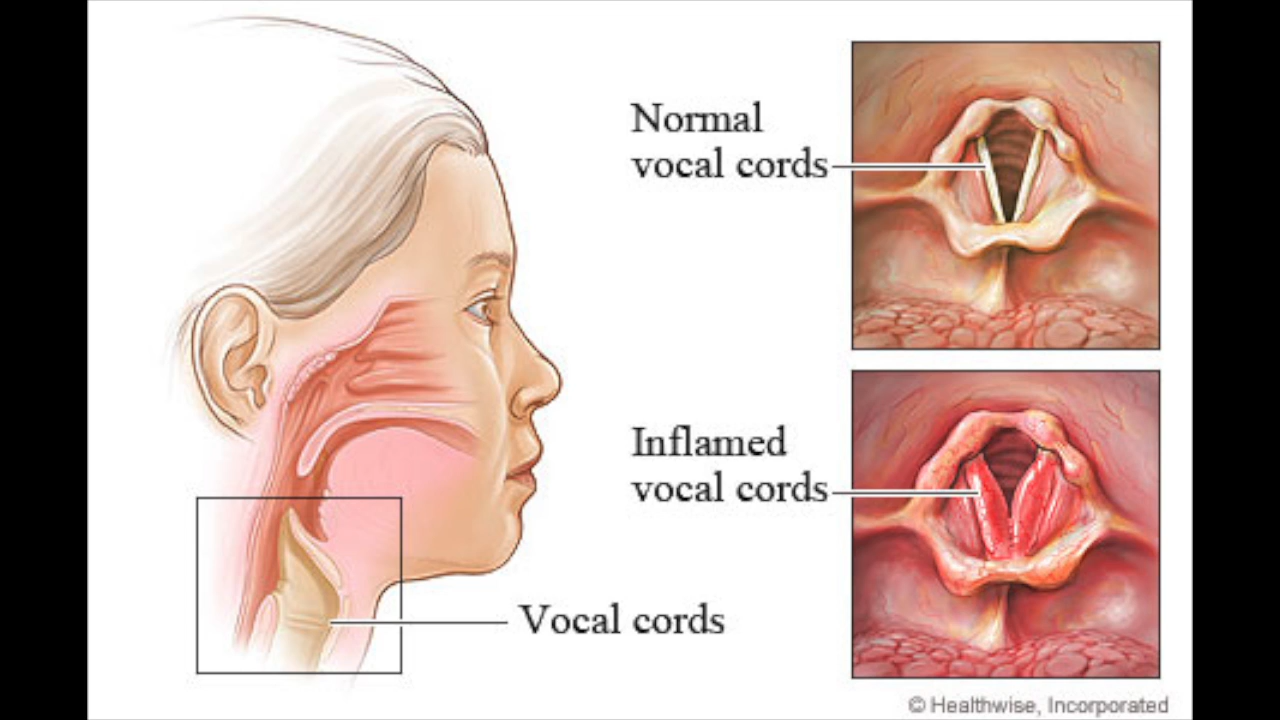 Normal
vocal cords
Inflamed
vocal cords
Vocal cords
© Healthwise, Incorporated